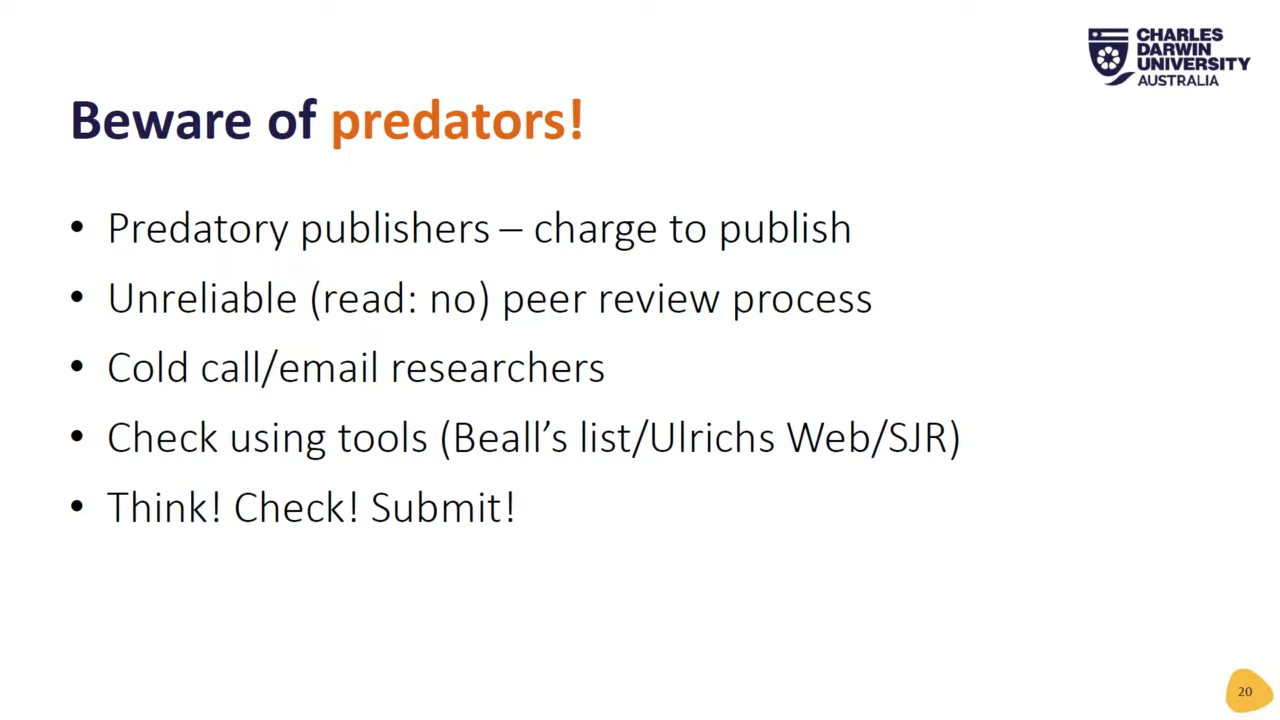 CHARLES
DARWIN
UNIVERSITY
AUSTRALIA
Beware of predators!
• Predatory publishers – charge to publish
• Unreliable (read: no) peer review process
• Cold call/email researchers
• Check using tools (Beall’s list/Ulrichs Web/SJR)
• Think! Check! Submit!
20